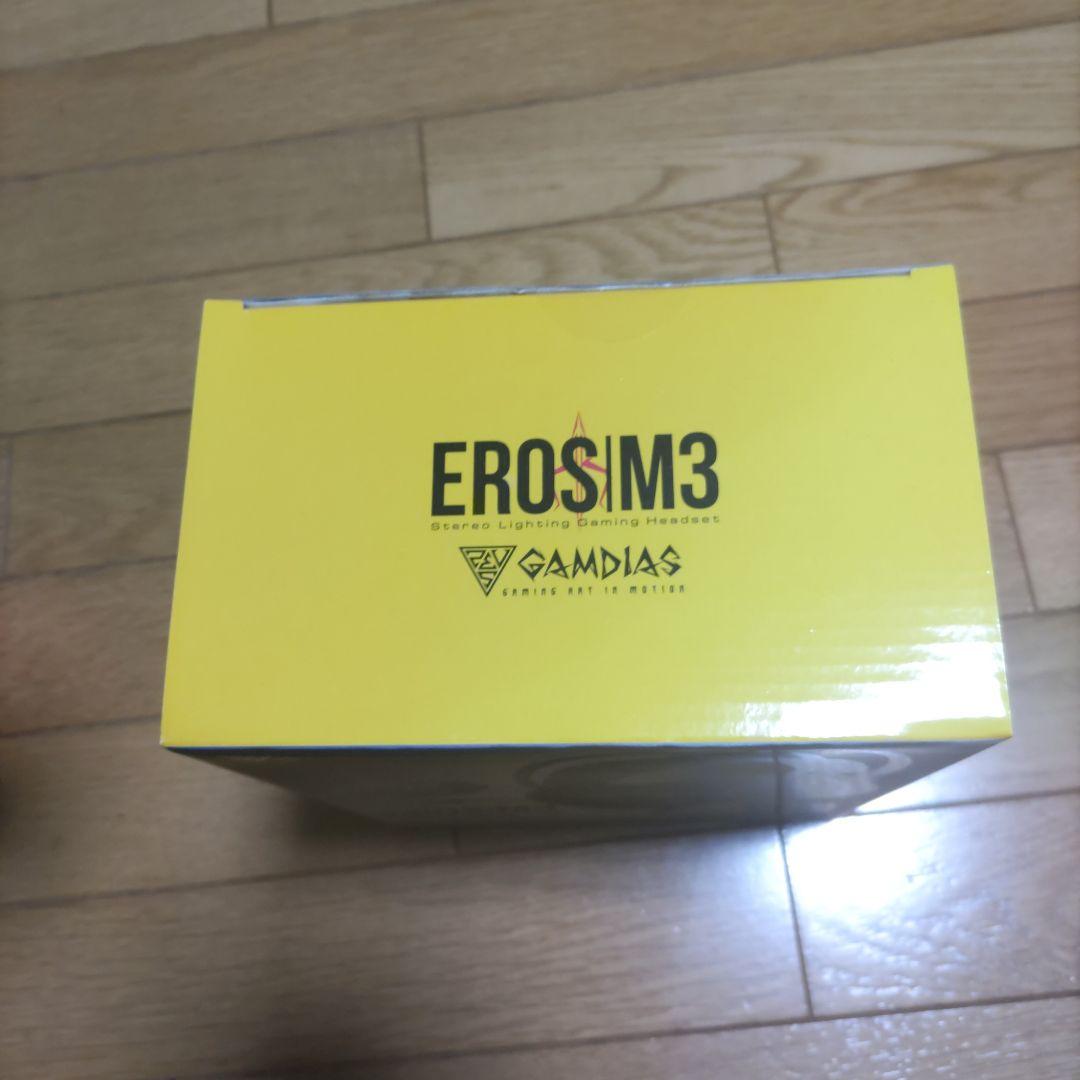 EROS|M3
Stereo Lighting Gaming Headset
GAMDIAS
GAMING ART IN MOTION